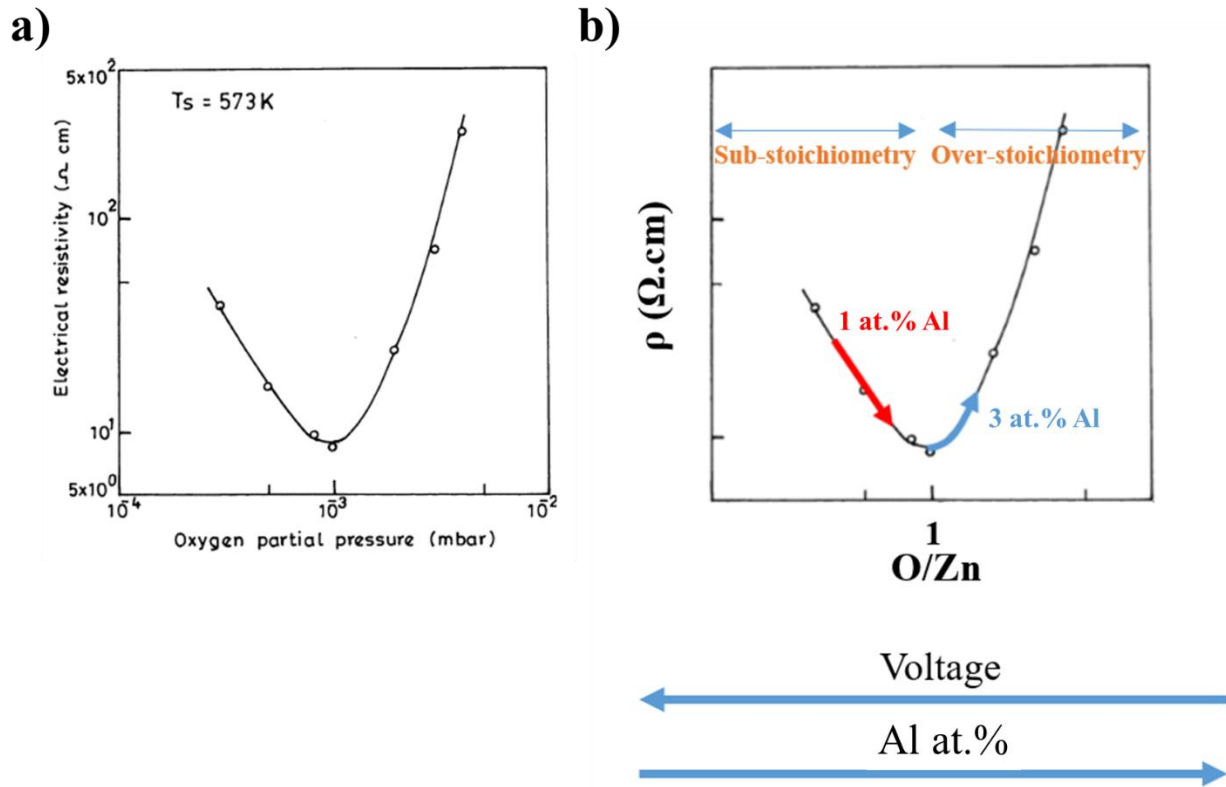 a)
5x10²
Ts = 573K
Electrical resistivity (Ω cm)
10²
10¹
5x10⁰
10⁻⁴
10⁻³
10⁻²
Oxygen partial pressure (mbar)
b)
Sub-stoichiometry
Over-stoichiometry
ρ (Ω.cm)
1 at.% Al
3 at.% Al
1
O/Zn
Voltage
Al at.%